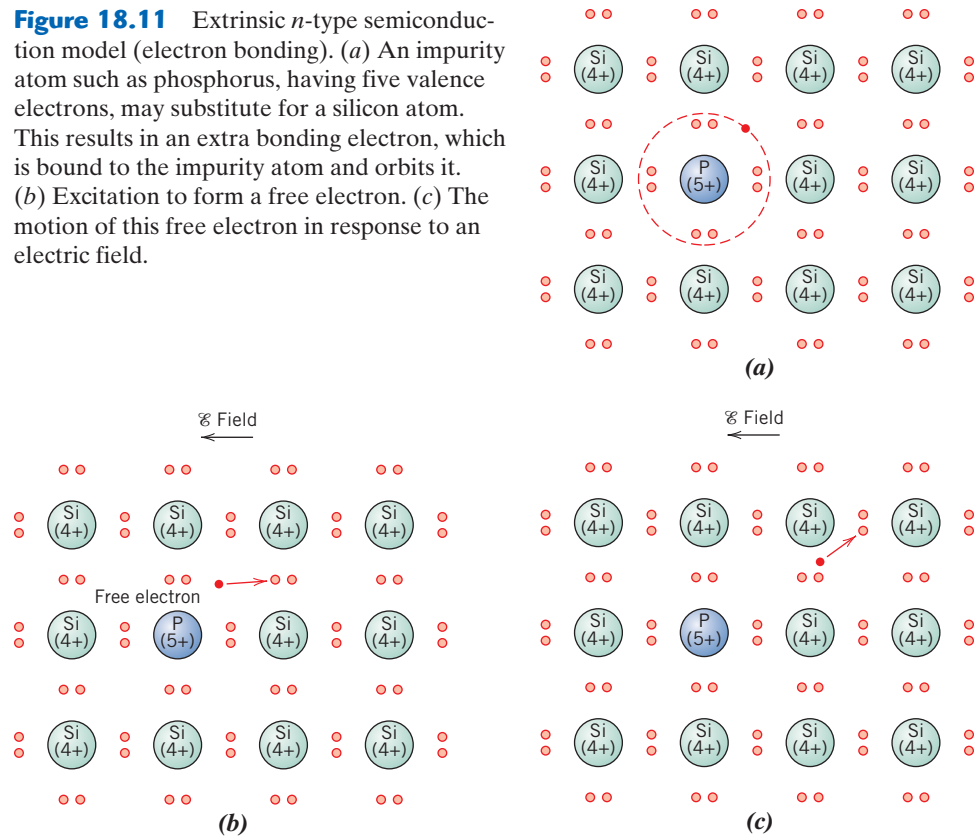 Figure 18.11 Extrinsic n-type semiconduc-
tion model (electron bonding). (a) An impurity
atom such as phosphorus, having five valence
electrons, may substitute for a silicon atom.
This results in an extra bonding electron, which
is bound to the impurity atom and orbits it.
(b) Excitation to form a free electron. (c) The
motion of this free electron in response to an
electric field.
Si Si Si Si
(4+) (4+) (4+) (4+)
Si P Si Si
(4+) (5+) (4+) (4+)
Si Si Si Si
(4+) (4+) (4+) (4+)
(a)
ℰ Field
Si Si Si Si
(4+) (4+) (4+) (4+)
Free electron
Si P Si Si
(4+) (5+) (4+) (4+)
Si Si Si Si
(4+) (4+) (4+) (4+)
(b)
ℰ Field
Si Si Si Si
(4+) (4+) (4+) (4+)
Si P Si Si
(4+) (5+) (4+) (4+)
Si Si Si Si
(4+) (4+) (4+) (4+)
(c)